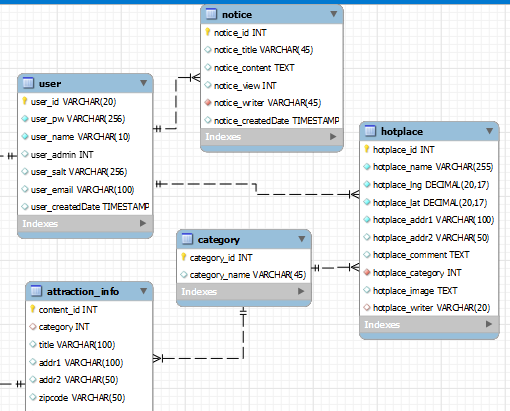 notice
notice_id INT
notice_title VARCHAR(45)
notice_content TEXT
notice_view INT
notice_writer VARCHAR(45)
notice_createdDate TIMESTAMP
Indexes
user
user_id VARCHAR(20)
user_pw VARCHAR(256)
user_name VARCHAR(10)
user_admin INT
user_salt VARCHAR(256)
user_email VARCHAR(100)
user_createdDate TIMESTAMP
Indexes
hotplace
hotplace_id INT
hotplace_name VARCHAR(255)
hotplace_lng DECIMAL(20,17)
hotplace_lat DECIMAL(20,17)
hotplace_addr1 VARCHAR(100)
hotplace_addr2 VARCHAR(50)
hotplace_comment TEXT
hotplace_category INT
hotplace_image TEXT
hotplace_writer VARCHAR(20)
Indexes
category
category_id INT
category_name VARCHAR(45)
Indexes
attraction_info
content_id INT
category INT
title VARCHAR(100)
addr1 VARCHAR(100)
addr2 VARCHAR(50)
zipcode VARCHAR(50)